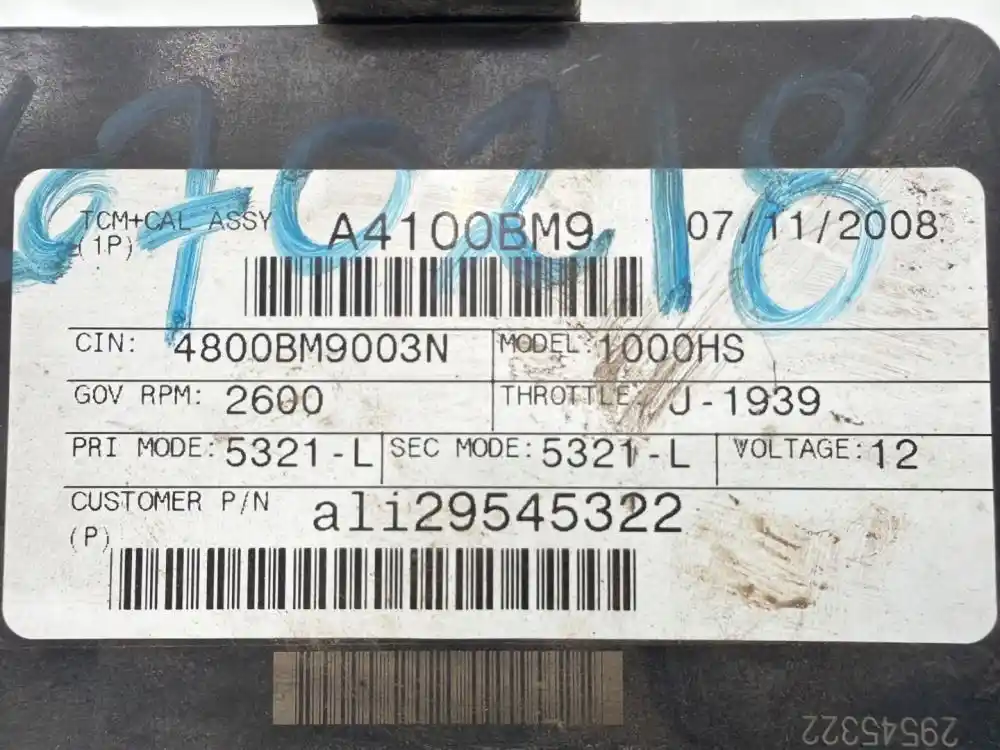 670218
TCM+CAL ASSY A4100BM9 07/11/2008
(1P)
CIN: 4800BM9003N MODEL: 1000HS
GOV RPM: 2600 THROTTLE: J-1939
PRI MODE: 5321-L SEC MODE: 5321-L VOLTAGE: 12
CUSTOMER P/N ali29545322
(P)
29545322